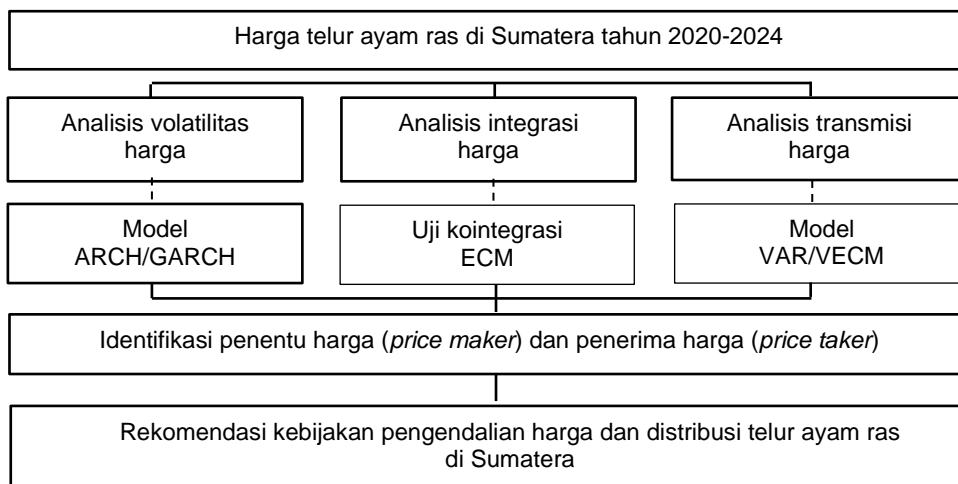 Harga telur ayam ras di Sumatera tahun 2020-2024
Analisis volatilitas
harga
Analisis integrasi
harga
Analisis transmisi
harga
Model
ARCH/GARCH
Uji kointegrasi
ECM
Model
VAR/VECM
Identifikasi penentu harga (price maker) dan penerima harga (price taker)
Rekomendasi kebijakan pengendalian harga dan distribusi telur ayam ras
di Sumatera